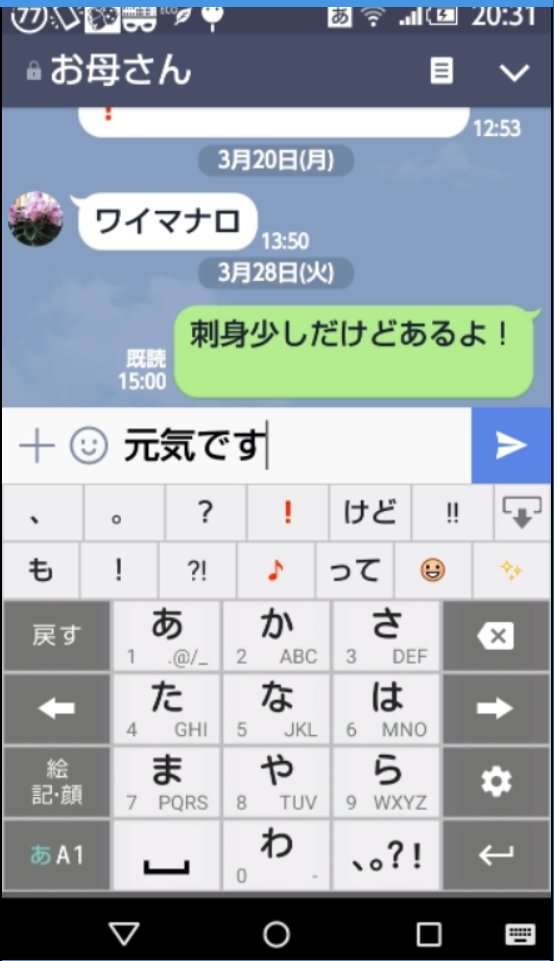 77 ECO あ 20:31
お母さん
!
12:53
3月20日(月)
ワイマナロ
13:50
3月28日(火)
刺身少しだけどあるよ！
既読
15:00
元気です
、 。 ? ! けど !!
も ! ?! ♪ って 😀 ✨
戻す あ か さ
1 .@/_ 2 ABC 3 DEF
た な は
4 GHI 5 JKL 6 MNO
絵
記·顔
ま や ら
7 PQRS 8 TUV 9 WXYZ
あA1 わ 、。?!
0 -